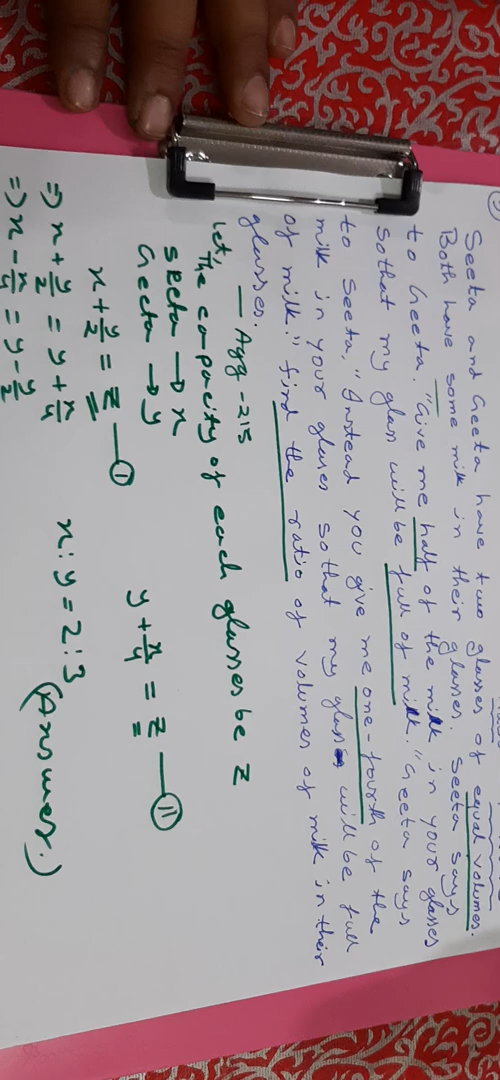 Seeta and Geeta have two glasses of equal volumes.
Both have some milk in their glasses. Seeta says
to Geeta. "Give me half of the milk in your glasses
so that my glass will be full of milk." Geeta says
to Seeta, "Instead you give me one-fourth of the
milk in your glasses so that my glass will be full
of milk." find the ratio of volumes of milk in their
glasses.
— Agg-215
Let, The capacity of each glasses be z
Seeta → x
Geeta → y
x + y/2 = z — (I)
y + x/4 = z — (II)
⇒ x + y/2 = y + x/4
⇒ x - x/4 = y - y/2
x : y = 2 : 3
(Answer.)